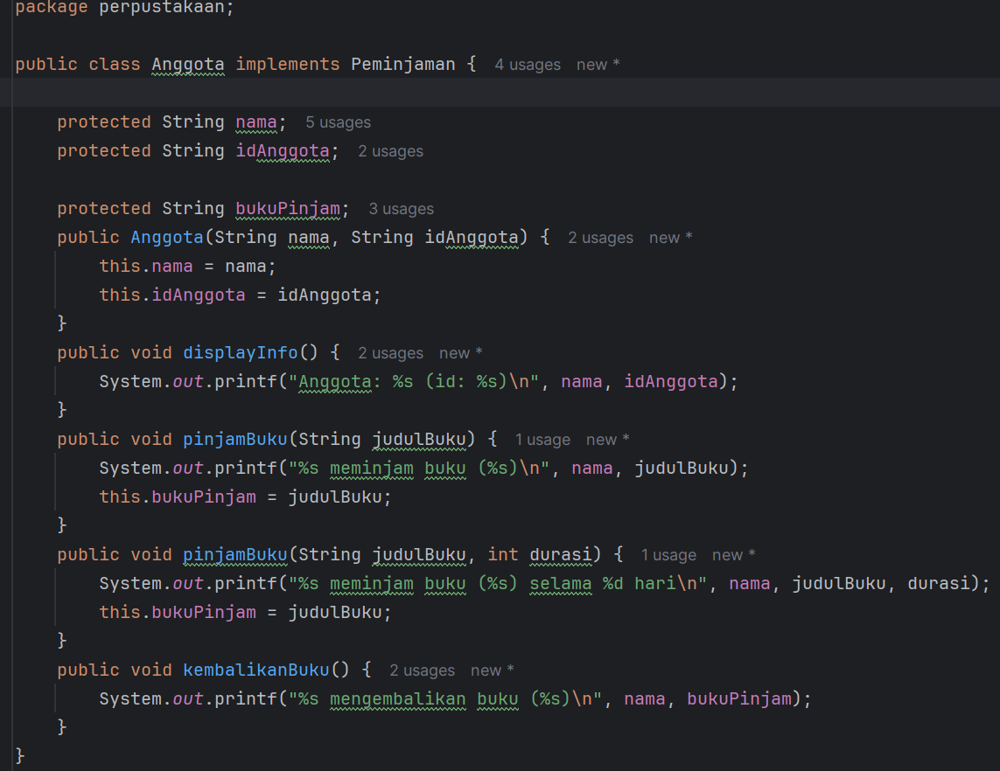 package perpustakaan;
public class Anggota implements Peminjaman { 4 usages new *
protected String nama; 5 usages
protected String idAnggota; 2 usages
protected String bukuPinjam; 3 usages
public Anggota(String nama, String idAnggota) { 2 usages new *
this.nama = nama;
this.idAnggota = idAnggota;
}
public void displayInfo() { 2 usages new *
System.out.printf("Anggota: %s (id: %s)\n", nama, idAnggota);
}
public void pinjamBuku(String judulBuku) { 1 usage new *
System.out.printf("%s meminjam buku (%s)\n", nama, judulBuku);
this.bukuPinjam = judulBuku;
}
public void pinjamBuku(String judulBuku, int durasi) { 1 usage new *
System.out.printf("%s meminjam buku (%s) selama %d hari\n", nama, judulBuku, durasi);
this.bukuPinjam = judulBuku;
}
public void kembalikanBuku() { 2 usages new *
System.out.printf("%s mengembalikan buku (%s)\n", nama, bukuPinjam);
}
}